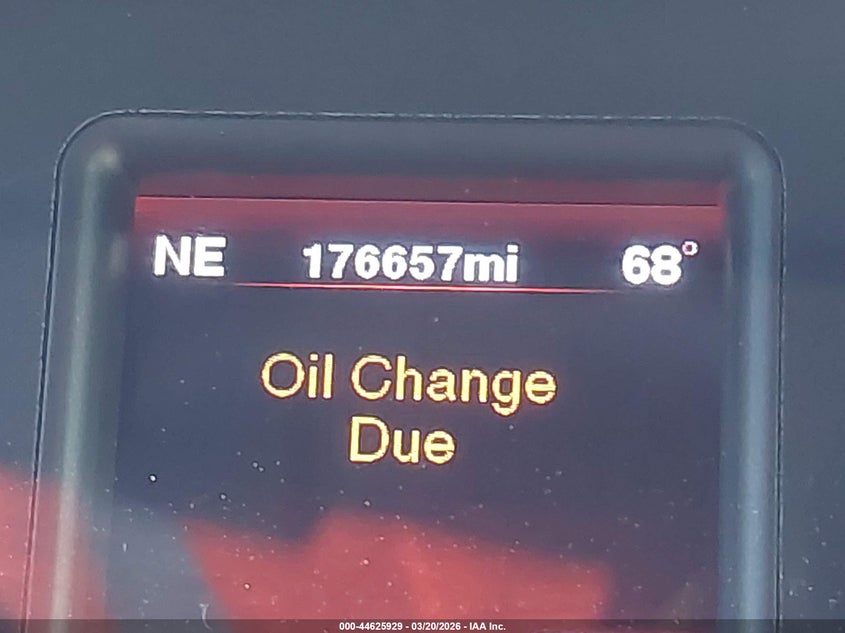 NE 176657mi 68°
Oil Change
Due
000-44625929 - 03/20/2026 - IAA Inc.